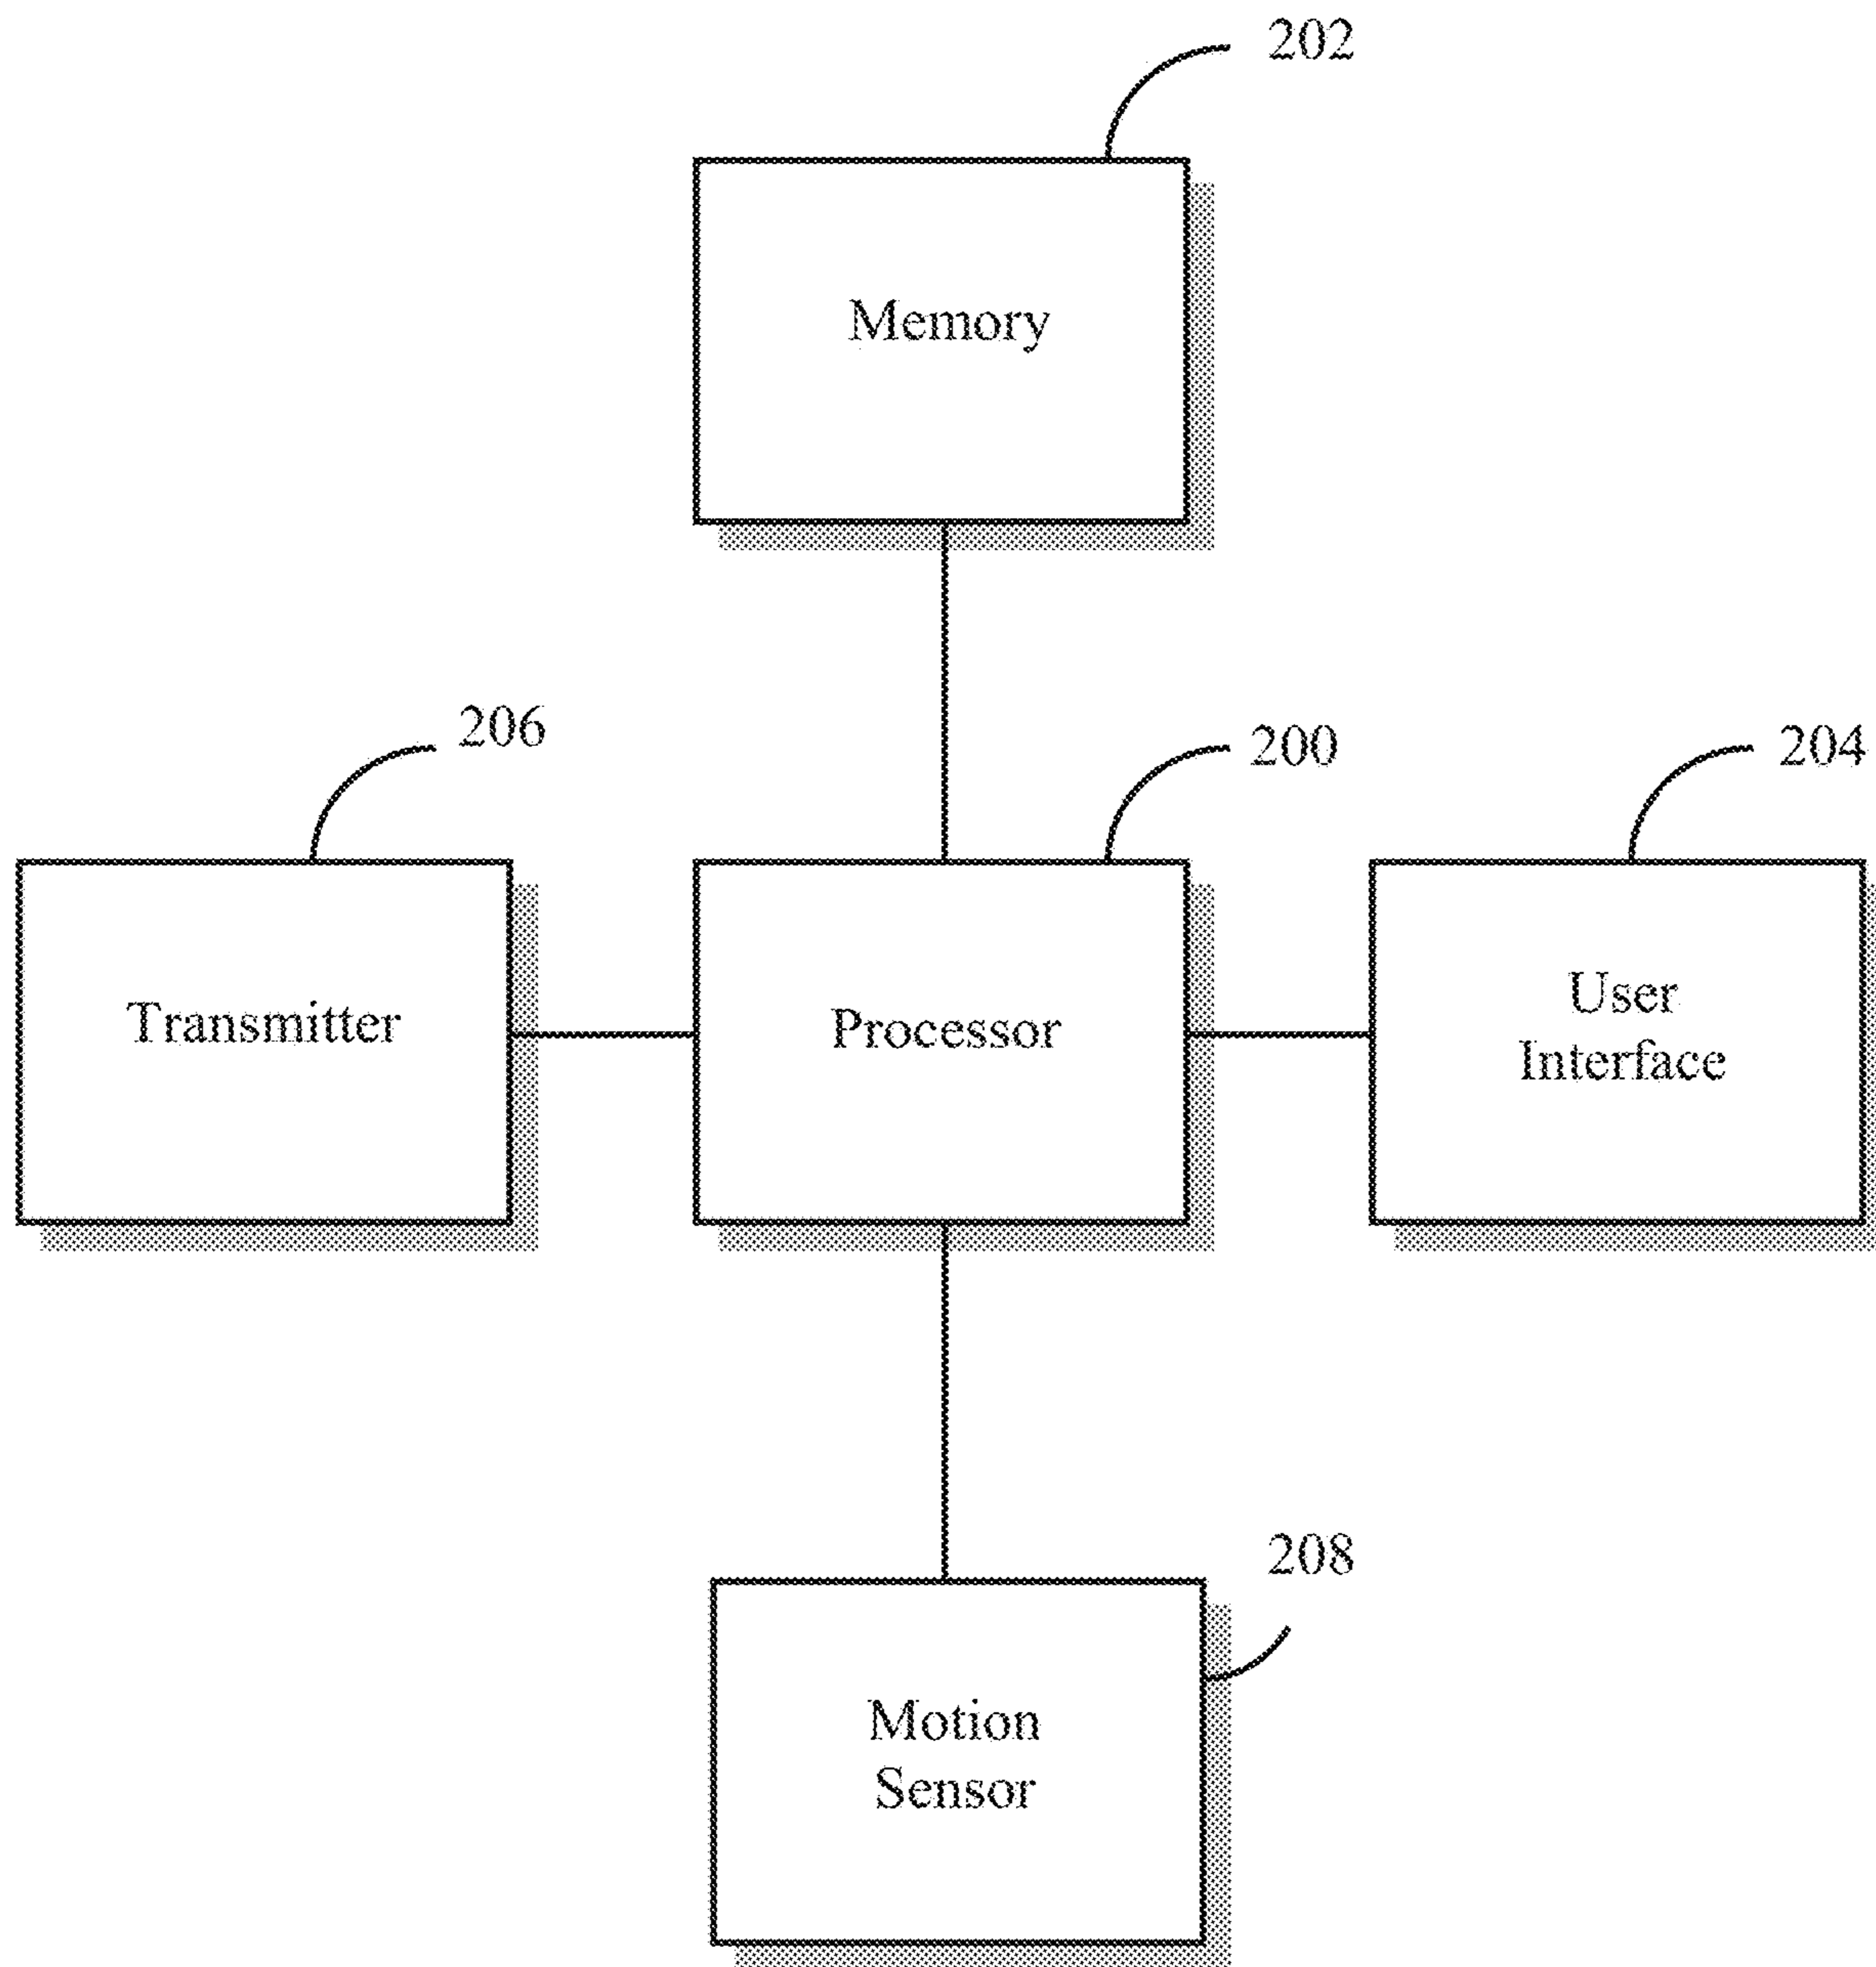 202
Memory
206
200
204
Transmitter
Processor
User
Interface
208
Motion
Sensor